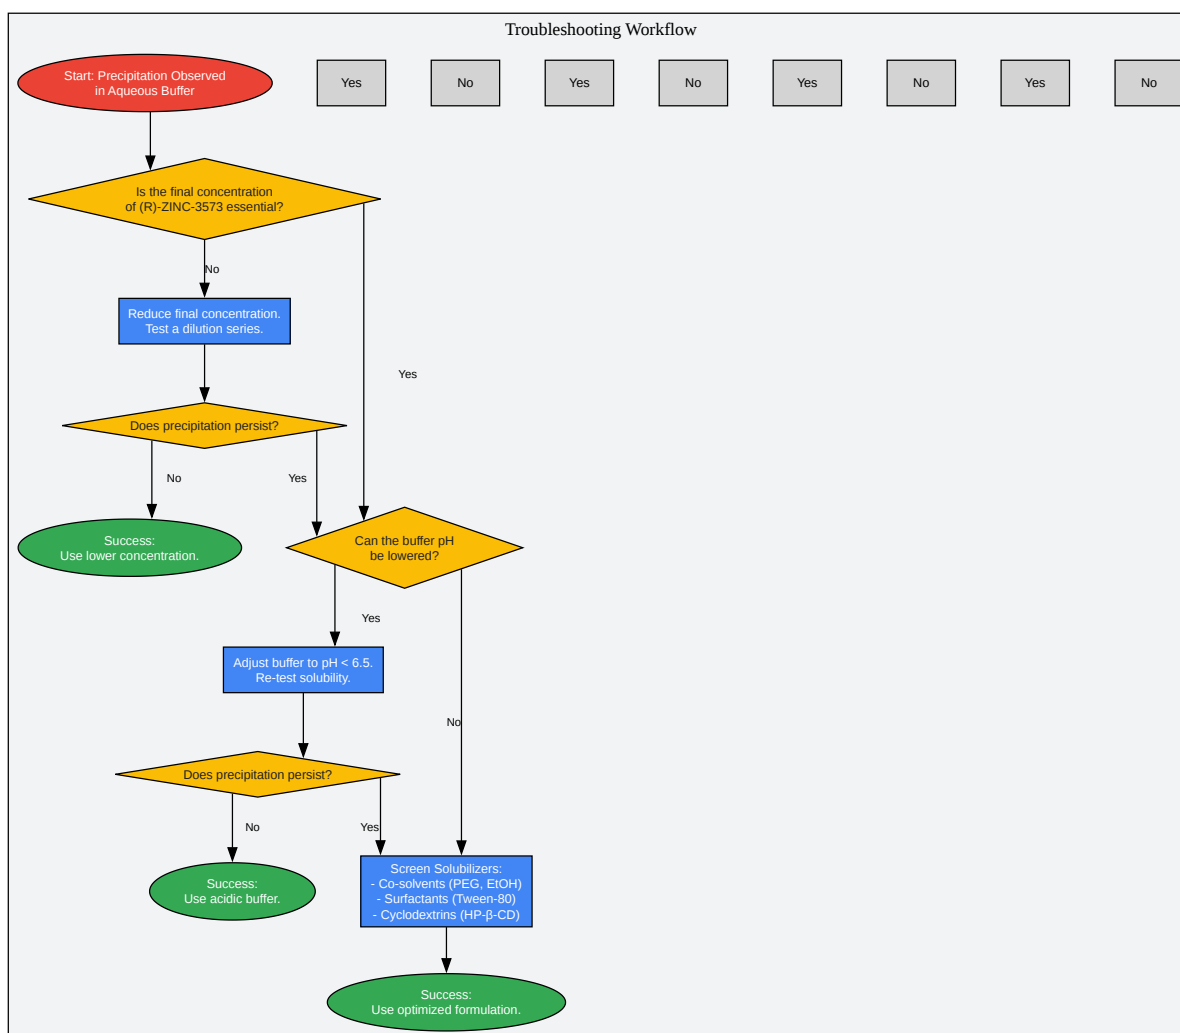 Troubleshooting Workflow
Start: Precipitation Observed
in Aqueous Buffer
Yes
No
Yes
No
Yes
No
Yes
No
Is the final concentration
of (R)-ZINC-3573 essential?
No
Reduce final concentration.
Test a dilution series.
Yes
Does precipitation persist?
No
Yes
Success:
Use lower concentration.
Can the buffer pH
be lowered?
Yes
Adjust buffer to pH < 6.5.
Re-test solubility.
No
Does precipitation persist?
No
Yes
Success:
Use acidic buffer.
Screen Solubilizers:
- Co-solvents (PEG, EtOH)
- Surfactants (Tween-80)
- Cyclodextrins (HP-β-CD)
Success:
Use optimized formulation.